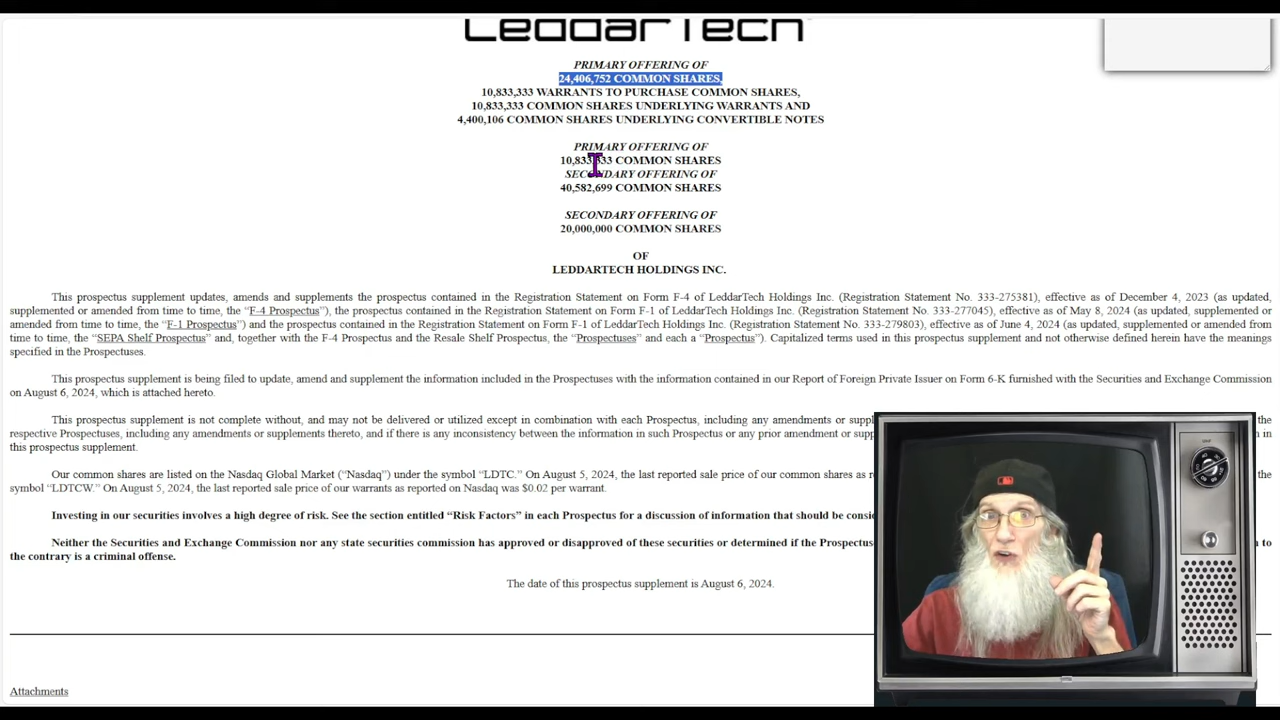 LeddarTech
PRIMARY OFFERING OF
24,406,752 COMMON SHARES,
10,833,333 WARRANTS TO PURCHASE COMMON SHARES,
10,833,333 COMMON SHARES UNDERLYING WARRANTS AND
4,400,106 COMMON SHARES UNDERLYING CONVERTIBLE NOTES
PRIMARY OFFERING OF
10,833,333 COMMON SHARES
SECONDARY OFFERING OF
40,582,699 COMMON SHARES
SECONDARY OFFERING OF
20,000,000 COMMON SHARES
OF
LEDDARTECH HOLDINGS INC.
This prospectus supplement updates, amends and supplements the prospectus contained in the Registration Statement on Form F-4 of LeddarTech Holdings Inc. (Registration Statement No. 333-275381), effective as of December 4, 2023 (as updated,
supplemented or amended from time to time, the “F-4 Prospectus”), the prospectus contained in the Registration Statement on Form F-1 of LeddarTech Holdings Inc. (Registration Statement No. 333-277045), effective as of May 8, 2024 (as updated, supplemented or
amended from time to time, the “F-1 Prospectus”) and the prospectus contained in the Registration Statement on Form F-1 of LeddarTech Holdings Inc. (Registration Statement No. 333-279803), effective as of June 4, 2024 (as updated, supplemented or amended from
time to time, the “SEPA Shelf Prospectus” and, together with the F-4 Prospectus and the Resale Shelf Prospectus, the “Prospectuses” and each a “Prospectus”). Capitalized terms used in this prospectus supplement and not otherwise defined herein have the meanings
specified in the Prospectuses.
This prospectus supplement is being filed to update, amend and supplement the information included in the Prospectuses with the information contained in our Report of Foreign Private Issuer on Form 6-K furnished with the Securities and Exchange Commission
on August 6, 2024, which is attached hereto.
This prospectus supplement is not complete without, and may not be delivered or utilized except in combination with each Prospectus, including any amendments or supp the
respective Prospectuses, including any amendments or supplements thereto, and if there is any inconsistency between the information in such Prospectus or any prior amendment or supp in
this prospectus supplement.
Our common shares are listed on the Nasdaq Global Market (“Nasdaq”) under the symbol “LDTC.” On August 5, 2024, the last reported sale price of our common shares as r the
symbol “LDTCW.” On August 5, 2024, the last reported sale price of our warrants as reported on Nasdaq was $0.02 per warrant.
Investing in our securities involves a high degree of risk. See the section entitled “Risk Factors” in each Prospectus for a discussion of information that should be consi
Neither the Securities and Exchange Commission nor any state securities commission has approved or disapproved of these securities or determined if the Prospectus to
the contrary is a criminal offense.
The date of this prospectus supplement is August 6, 2024.
Attachments